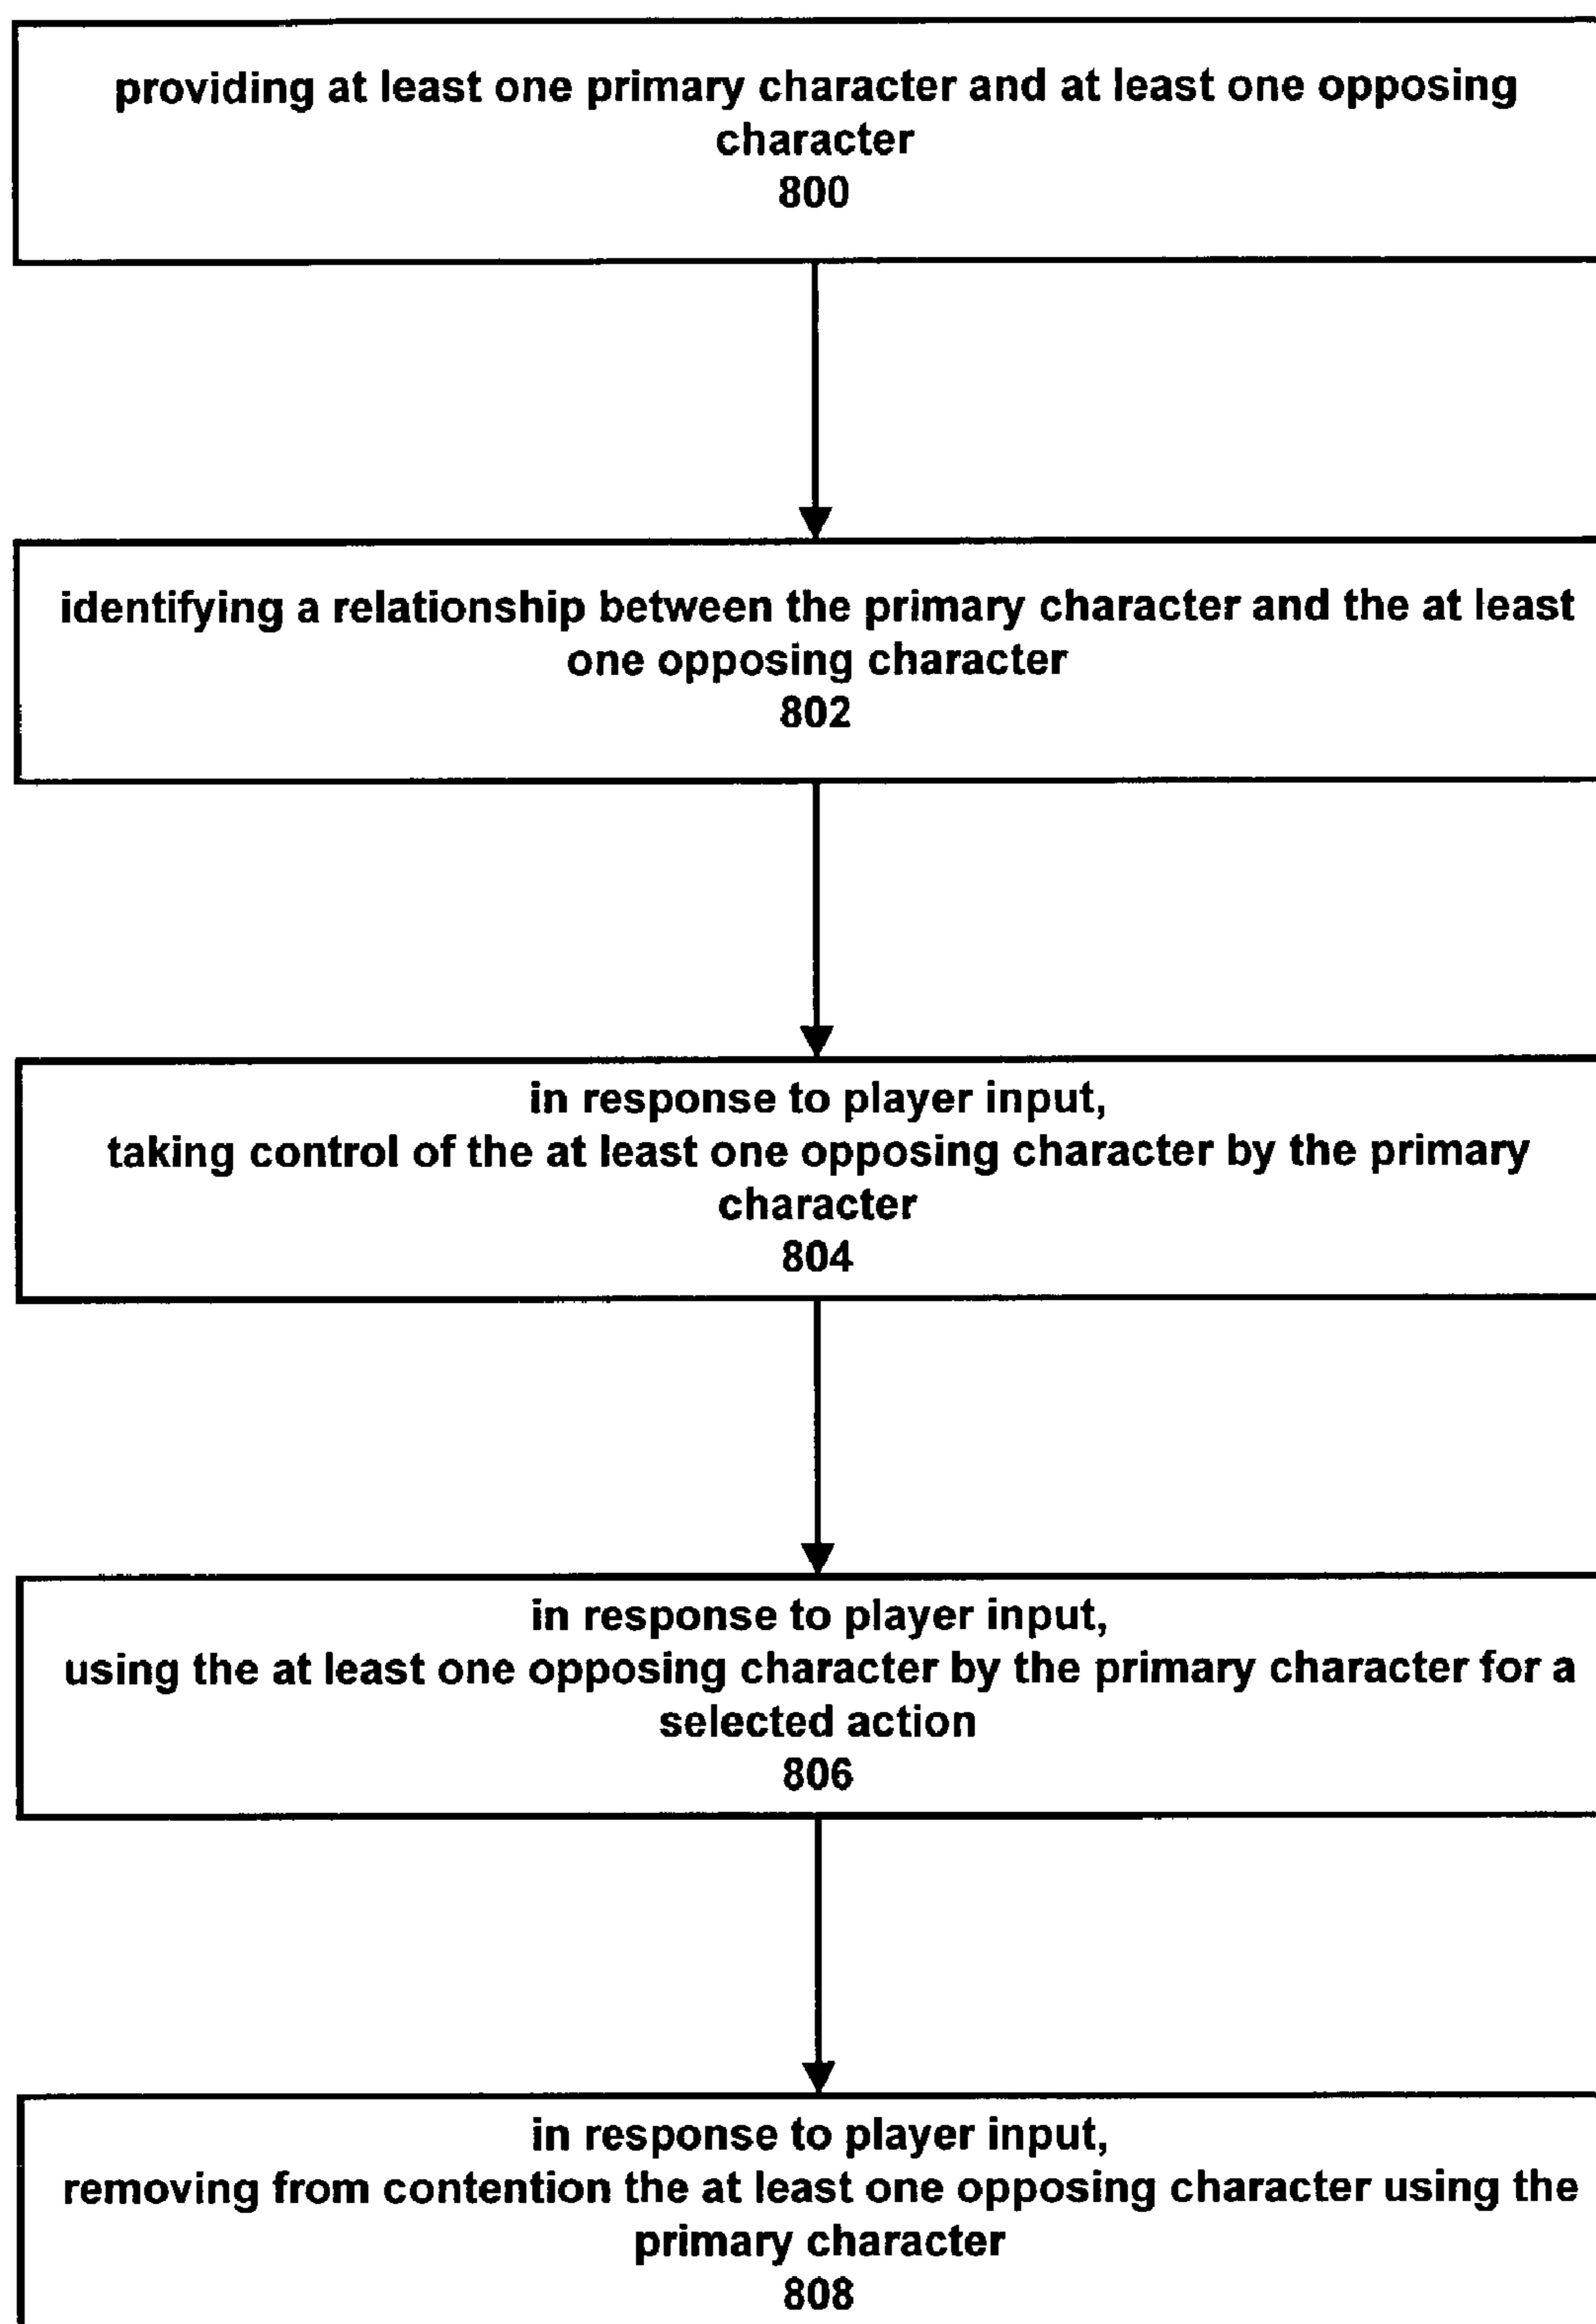 providing at least one primary character and at least one opposing
character
800
identifying a relationship between the primary character and the at least
one opposing character
802
in response to player input,
taking control of the at least one opposing character by the primary
character
804
in response to player input,
using the at least one opposing character by the primary character for a
selected action
806
in response to player input,
removing from contention the at least one opposing character using the
primary character
808